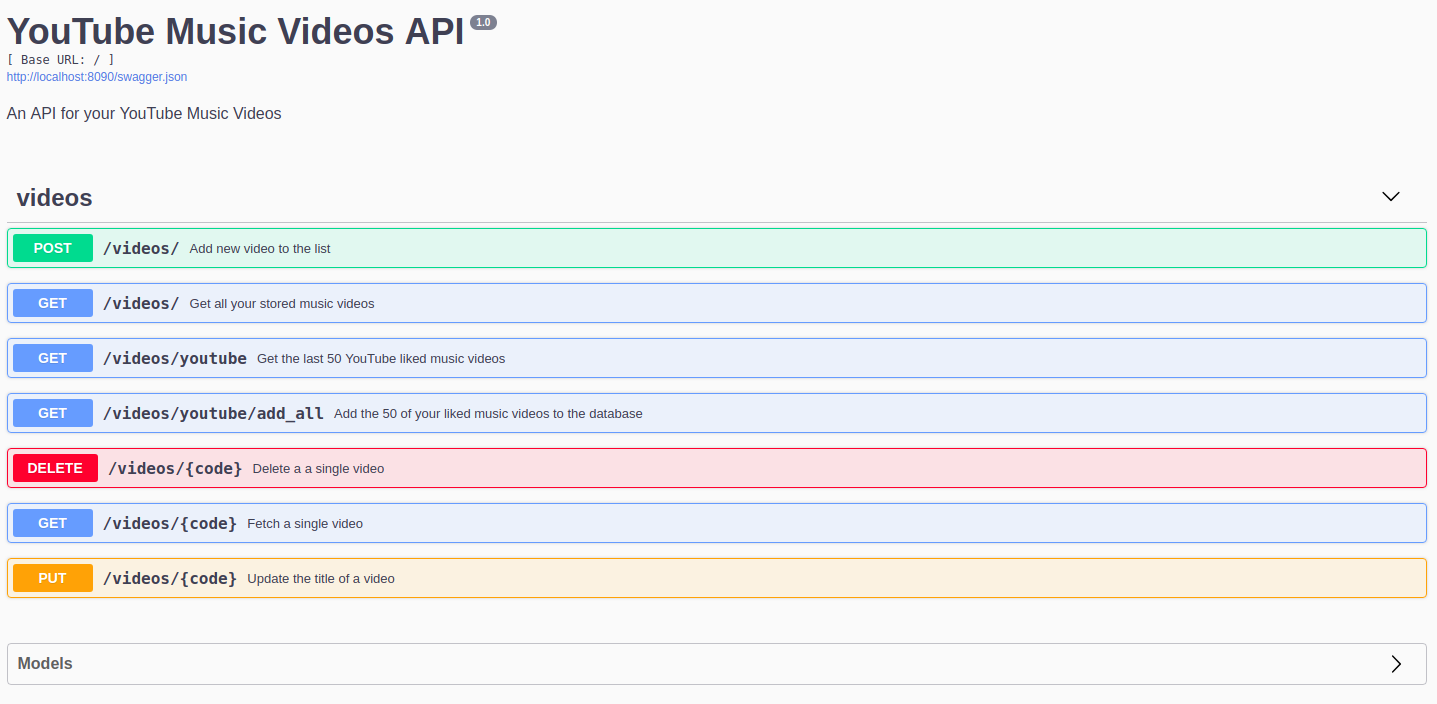 YouTube Music Videos API 1.0
[ Base URL: / ]
http://localhost:8090/swagger.json
An API for your YouTube Music Videos
videos
POST /videos/ Add new video to the list
GET /videos/ Get all your stored music videos
GET /videos/youtube Get the last 50 YouTube liked music videos
GET /videos/youtube/add_all Add the 50 of your liked music videos to the database
DELETE /videos/{code} Delete a a single video
GET /videos/{code} Fetch a single video
PUT /videos/{code} Update the title of a video
Models